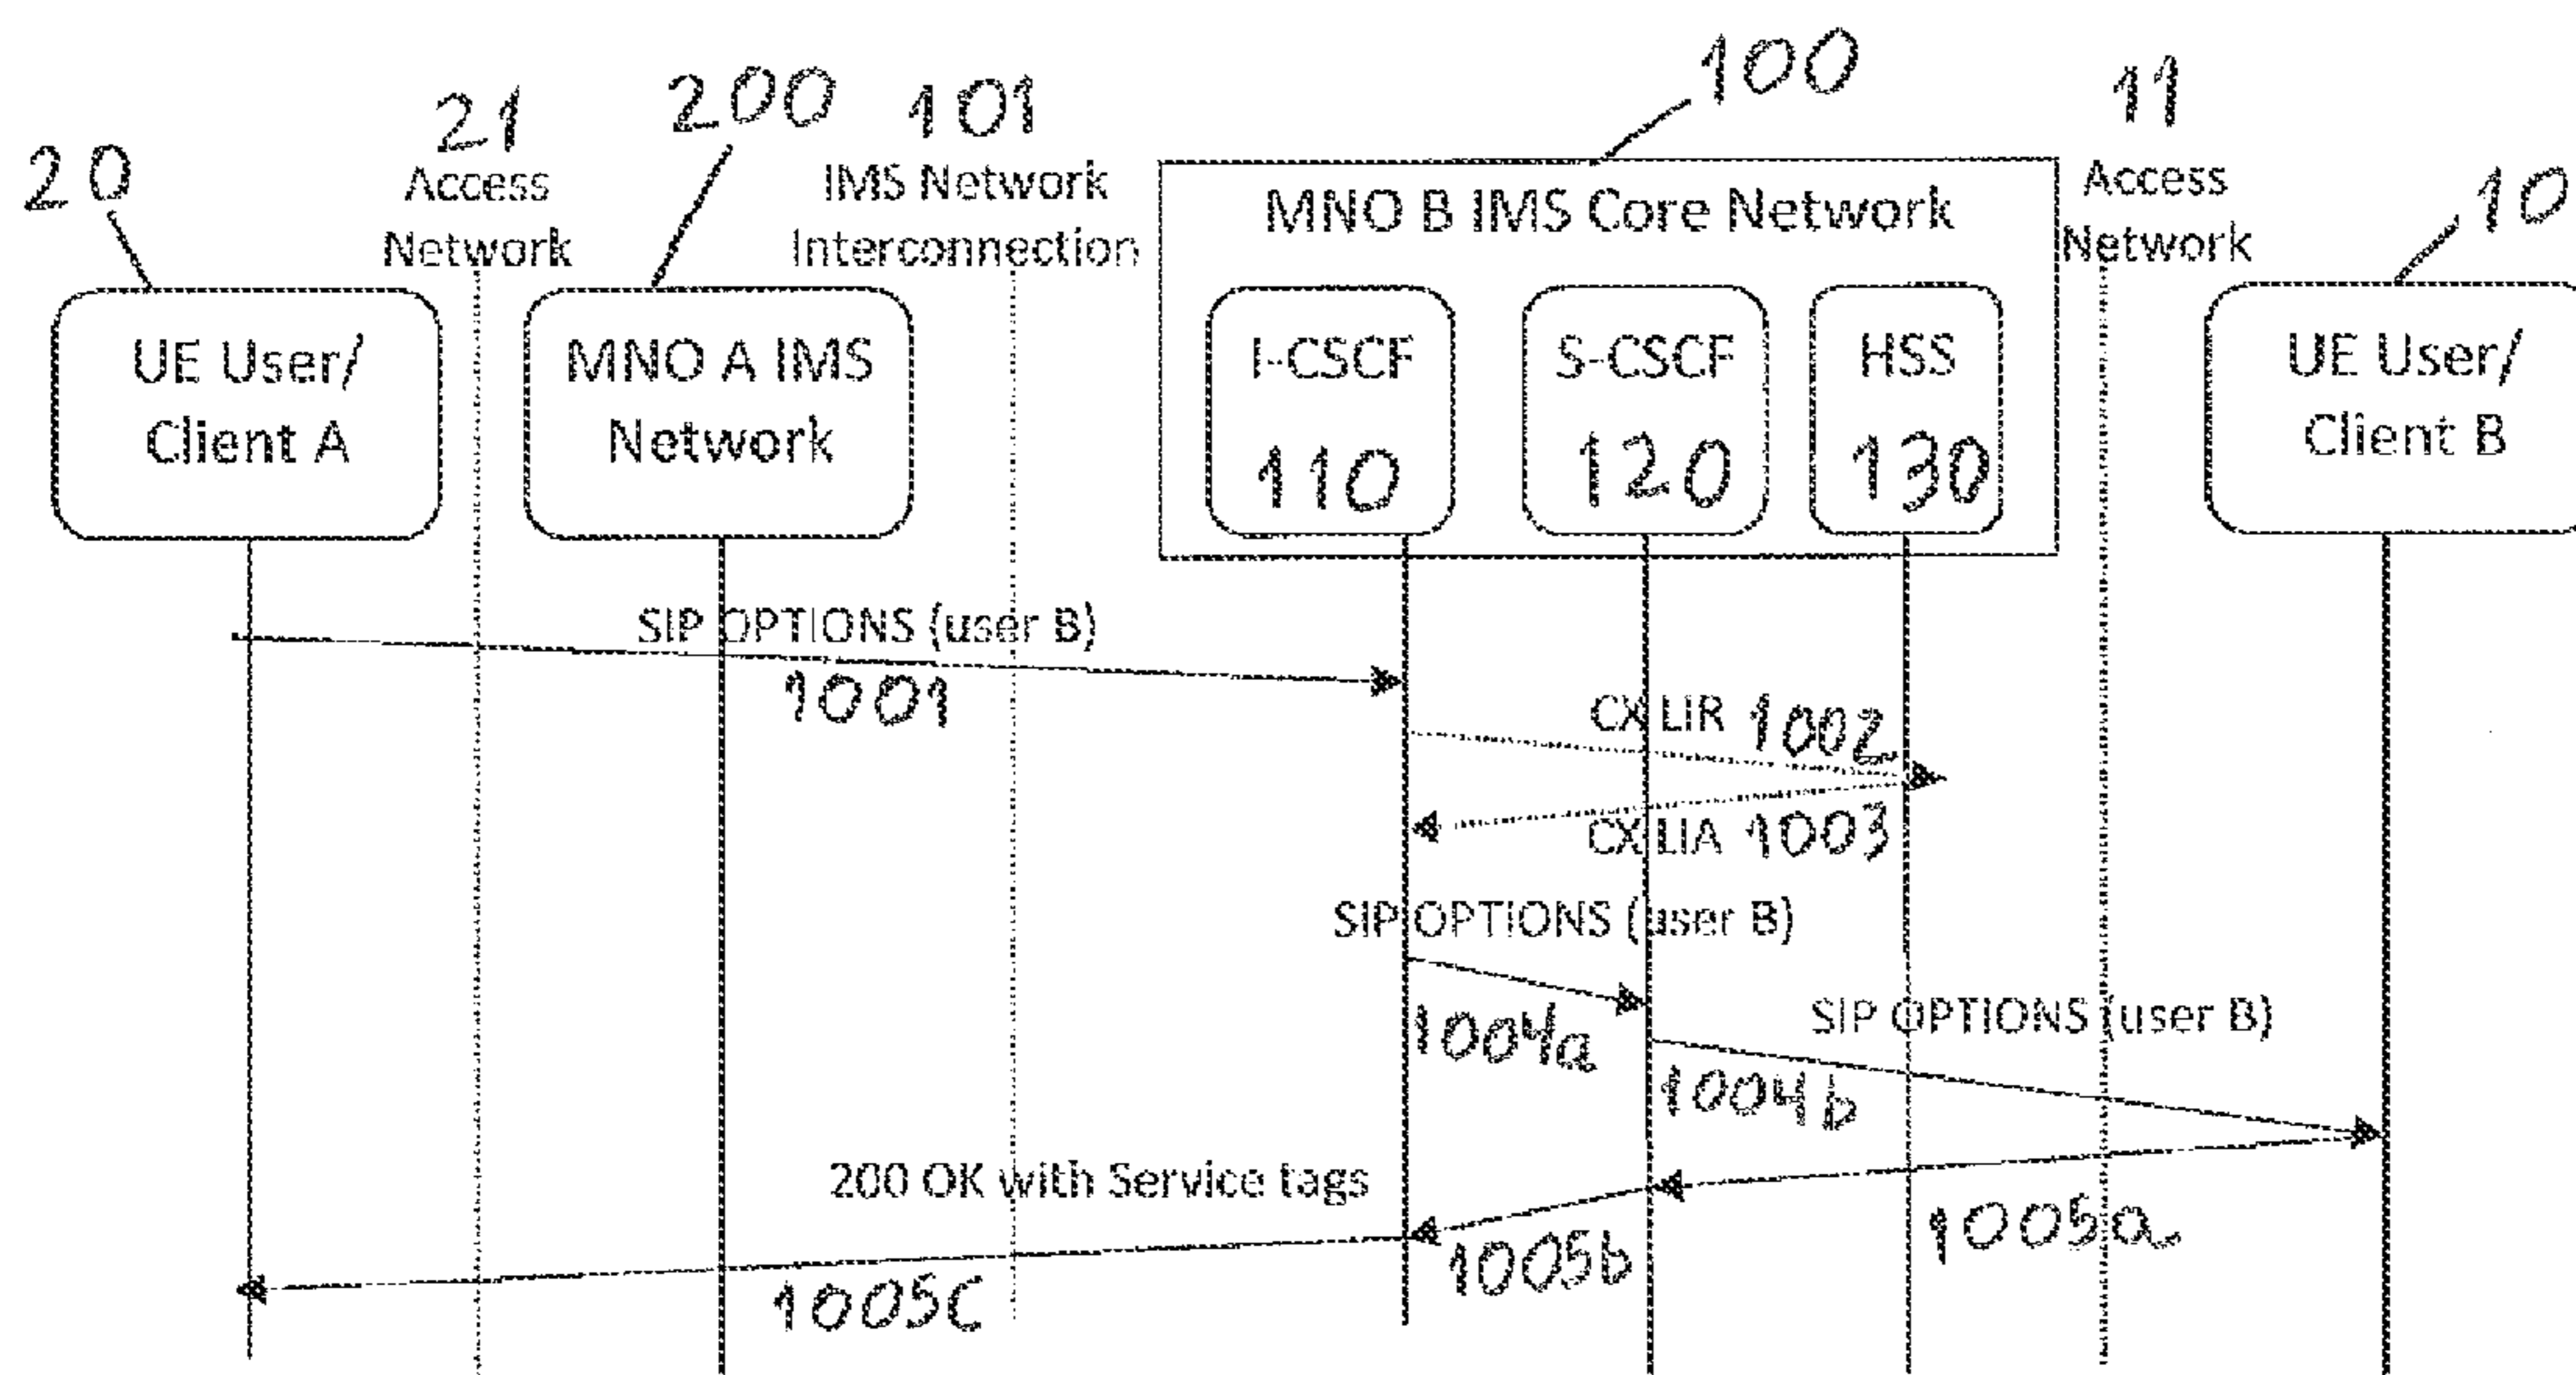 100
11
21
200
101
20
10
Access
Network
IMS Network
Interconnection
MNO B IMS Core Network
Access
Network
UE User/
Client A
MNO A IMS
Network
I-CSCF
110
S-CSCF
120
HSS
130
UE User/
Client B
SIP OPTIONS (user B)
1001
CX LIR 1002
CX LIA 1003
SIP OPTIONS (user B)
1004a
SIP OPTIONS (user B)
1004b
200 OK with Service tags
1005a
1005b
1005c